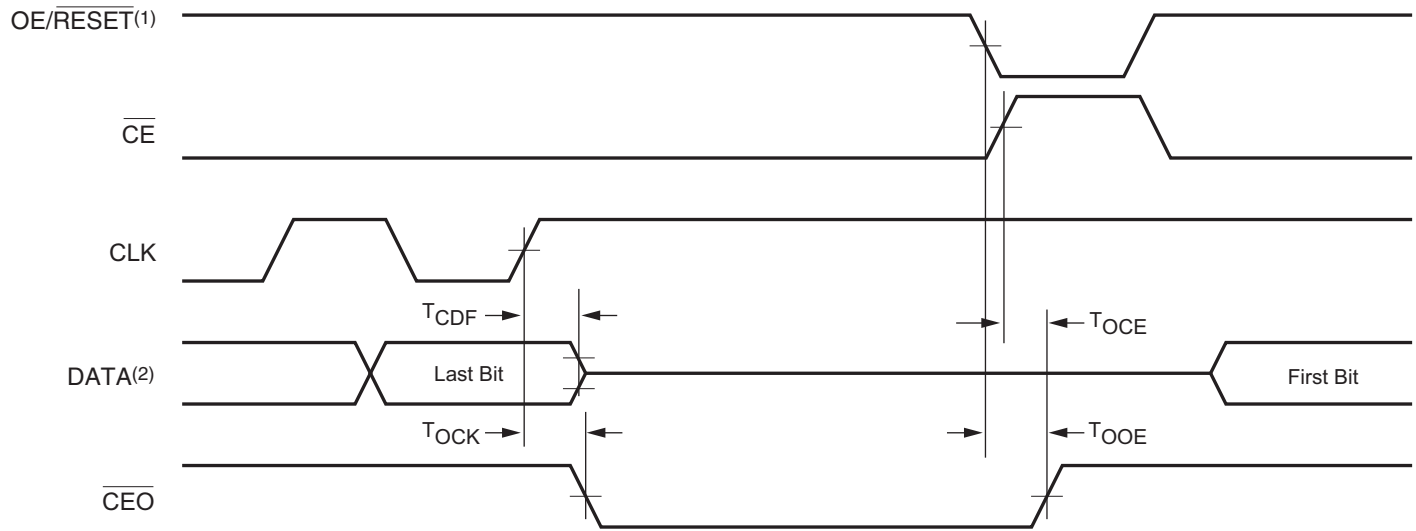 OE/RESET(1)
CE
CLK
TCDF
TOCE
DATA(2)
Last Bit
First Bit
TOCK
TOOE
CEO